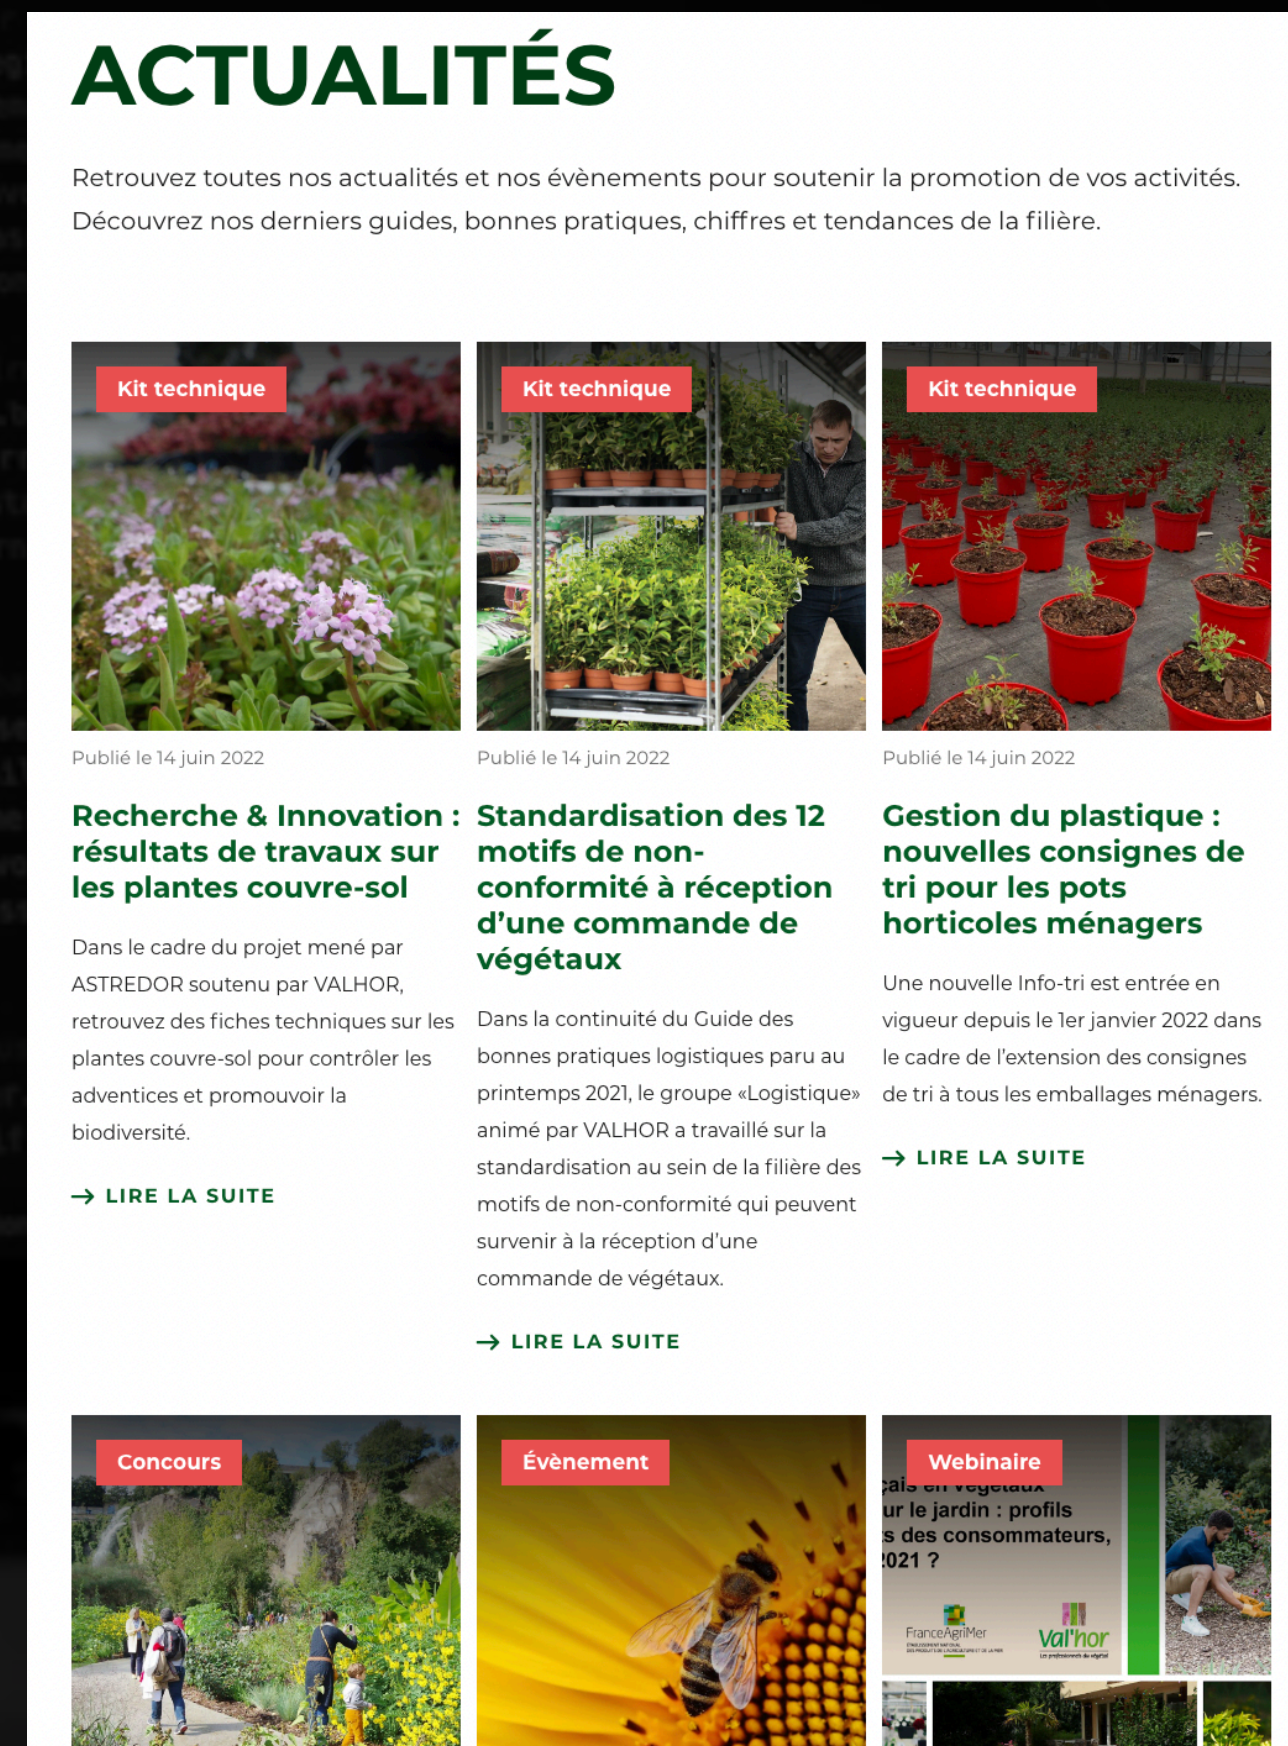 ACTUALITÉS
Retrouvez toutes nos actualités et nos évènements pour soutenir la promotion de vos activités.
Découvrez nos derniers guides, bonnes pratiques, chiffres et tendances de la filière.
Kit technique
Publié le 14 juin 2022
Recherche & Innovation :
résultats de travaux sur
les plantes couvre-sol
Dans le cadre du projet mené par
ASTREDOR soutenu par VALHOR,
retrouvez des fiches techniques sur les
plantes couvre-sol pour contrôler les
adventices et promouvoir la
biodiversité.
→ LIRE LA SUITE
Kit technique
Publié le 14 juin 2022
Standardisation des 12
motifs de non-
conformité à réception
d’une commande de
végétaux
Dans la continuité du Guide des
bonnes pratiques logistiques paru au
printemps 2021, le groupe «Logistique»
animé par VALHOR a travaillé sur la
standardisation au sein de la filière des
motifs de non-conformité qui peuvent
survenir à la réception d’une
commande de végétaux.
→ LIRE LA SUITE
Kit technique
Publié le 14 juin 2022
Gestion du plastique :
nouvelles consignes de
tri pour les pots
horticoles ménagers
Une nouvelle Info-tri est entrée en
vigueur depuis le 1er janvier 2022 dans
le cadre de l’extension des consignes
de tri à tous les emballages ménagers.
→ LIRE LA SUITE
Concours
Évènement
Webinaire
en végétaux
ur le jardin : profils
s des consommateurs,
2021 ?
FranceAgriMer
Val'hor
Les professionnels du végétal